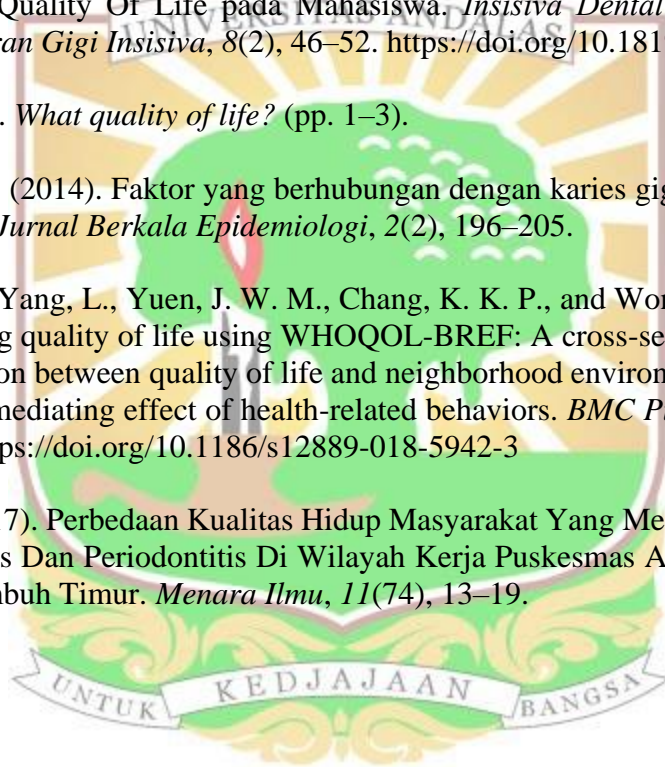 Quality Of Life pada Mahasiswa. Insisiva Dental
UNIVERSITAS ANDALAS
ran Gigi Insisiva, 8(2), 46–52. https://doi.org/10.181
. What quality of life? (pp. 1–3).
(2014). Faktor yang berhubungan dengan karies gig
Jurnal Berkala Epidemiologi, 2(2), 196–205.
Yang, L., Yuen, J. W. M., Chang, K. K. P., and Wor
g quality of life using WHOQOL-BREF: A cross-se
on between quality of life and neighborhood environ
mediating effect of health-related behaviors. BMC P
ps://doi.org/10.1186/s12889-018-5942-3
17). Perbedaan Kualitas Hidup Masyarakat Yang Me
s Dan Periodontitis Di Wilayah Kerja Puskesmas A
nbuh Timur. Menara Ilmu, 11(74), 13–19.
UNTUK KEDJAJAAN BANGSA